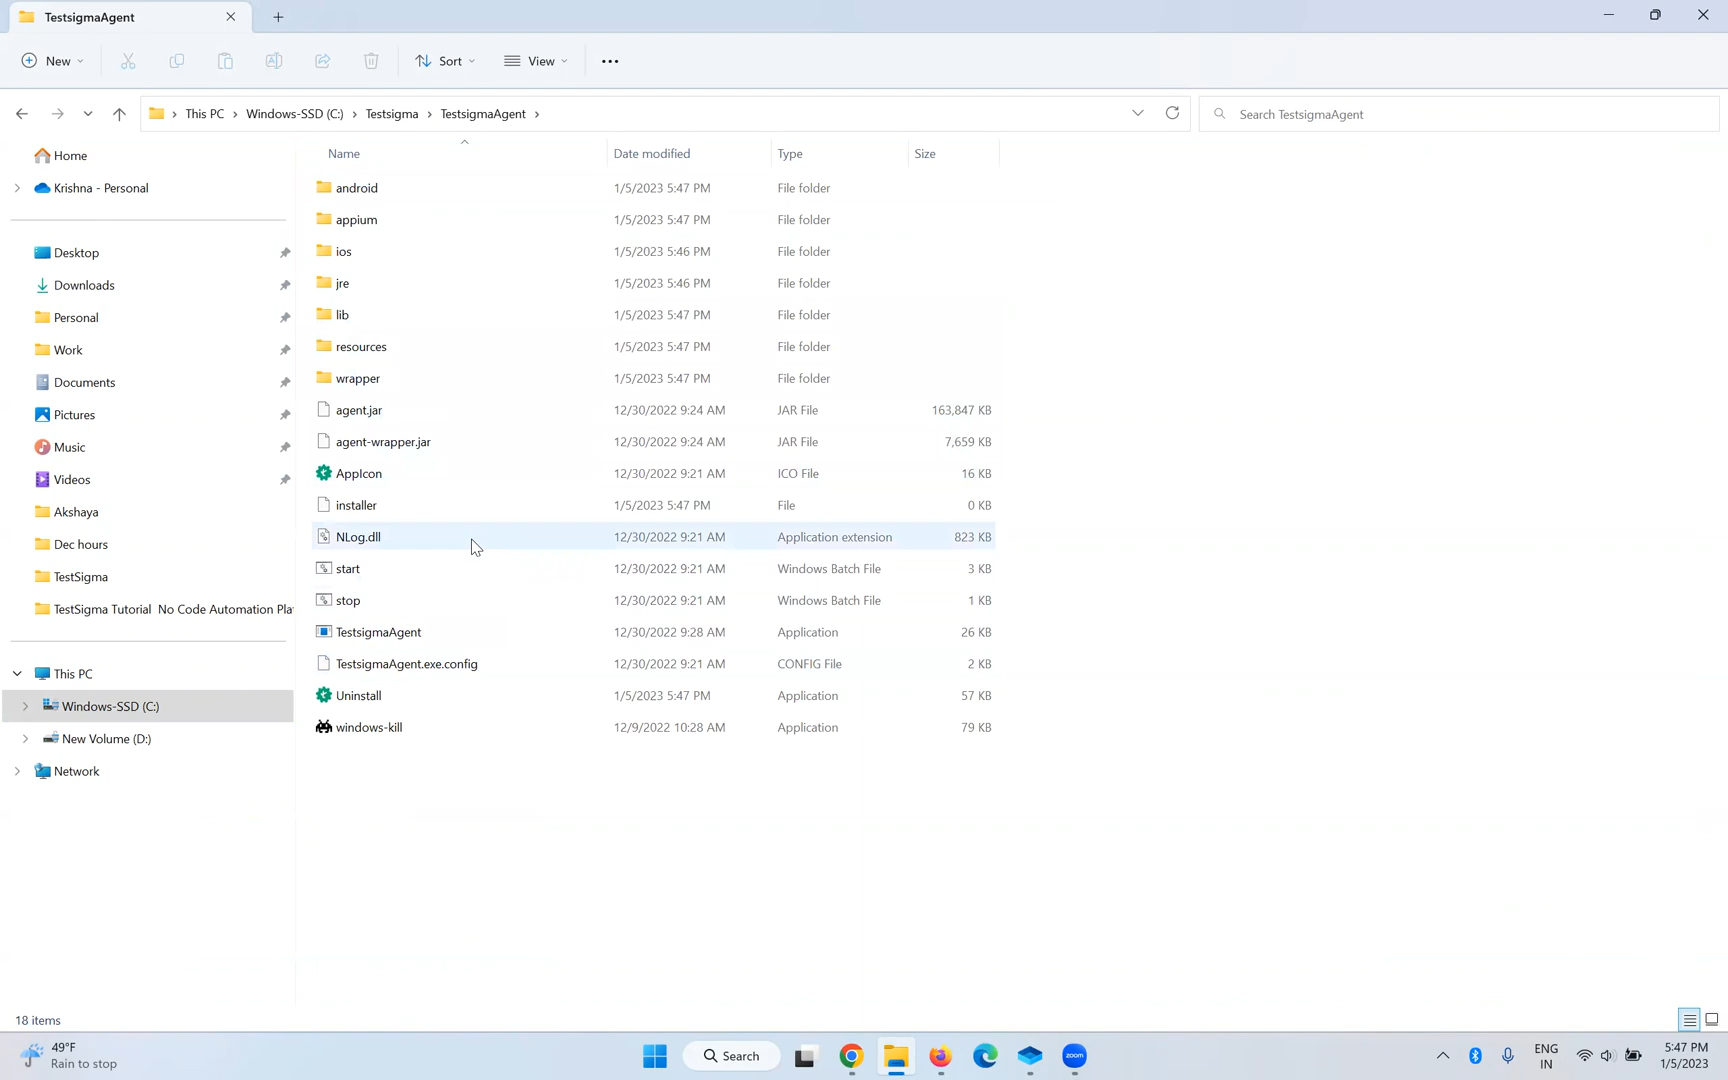 TestsigmaAgent
New
Sort
View
This PC
Windows-SSD (C:)
Testsigma
TestsigmaAgent
Search TestsigmaAgent
Home
Krishna - Personal
Desktop
Downloads
Personal
Work
Documents
Pictures
Music
Videos
Akshaya
Dec hours
TestSigma
TestSigma Tutorial No Code Automation Pla
This PC
Windows-SSD (C:)
New Volume (D:)
Network
Name Date modified Type Size
android 1/5/2023 5:47 PM File folder
appium 1/5/2023 5:47 PM File folder
ios 1/5/2023 5:46 PM File folder
jre 1/5/2023 5:46 PM File folder
lib 1/5/2023 5:47 PM File folder
resources 1/5/2023 5:47 PM File folder
wrapper 1/5/2023 5:47 PM File folder
agent.jar 12/30/2022 9:24 AM JAR File 163,847 KB
agent-wrapper.jar 12/30/2022 9:24 AM JAR File 7,659 KB
AppIcon 12/30/2022 9:21 AM ICO File 16 KB
installer 1/5/2023 5:47 PM File 0 KB
NLog.dll 12/30/2022 9:21 AM Application extension 823 KB
start 12/30/2022 9:21 AM Windows Batch File 3 KB
stop 12/30/2022 9:21 AM Windows Batch File 1 KB
TestsigmaAgent 12/30/2022 9:28 AM Application 26 KB
TestsigmaAgent.exe.config 12/30/2022 9:21 AM CONFIG File 2 KB
Uninstall 1/5/2023 5:47 PM Application 57 KB
windows-kill 12/9/2022 10:28 AM Application 79 KB
18 items
49°F
Rain to stop
Search
zoom
ENG
IN
5:47 PM
1/5/2023